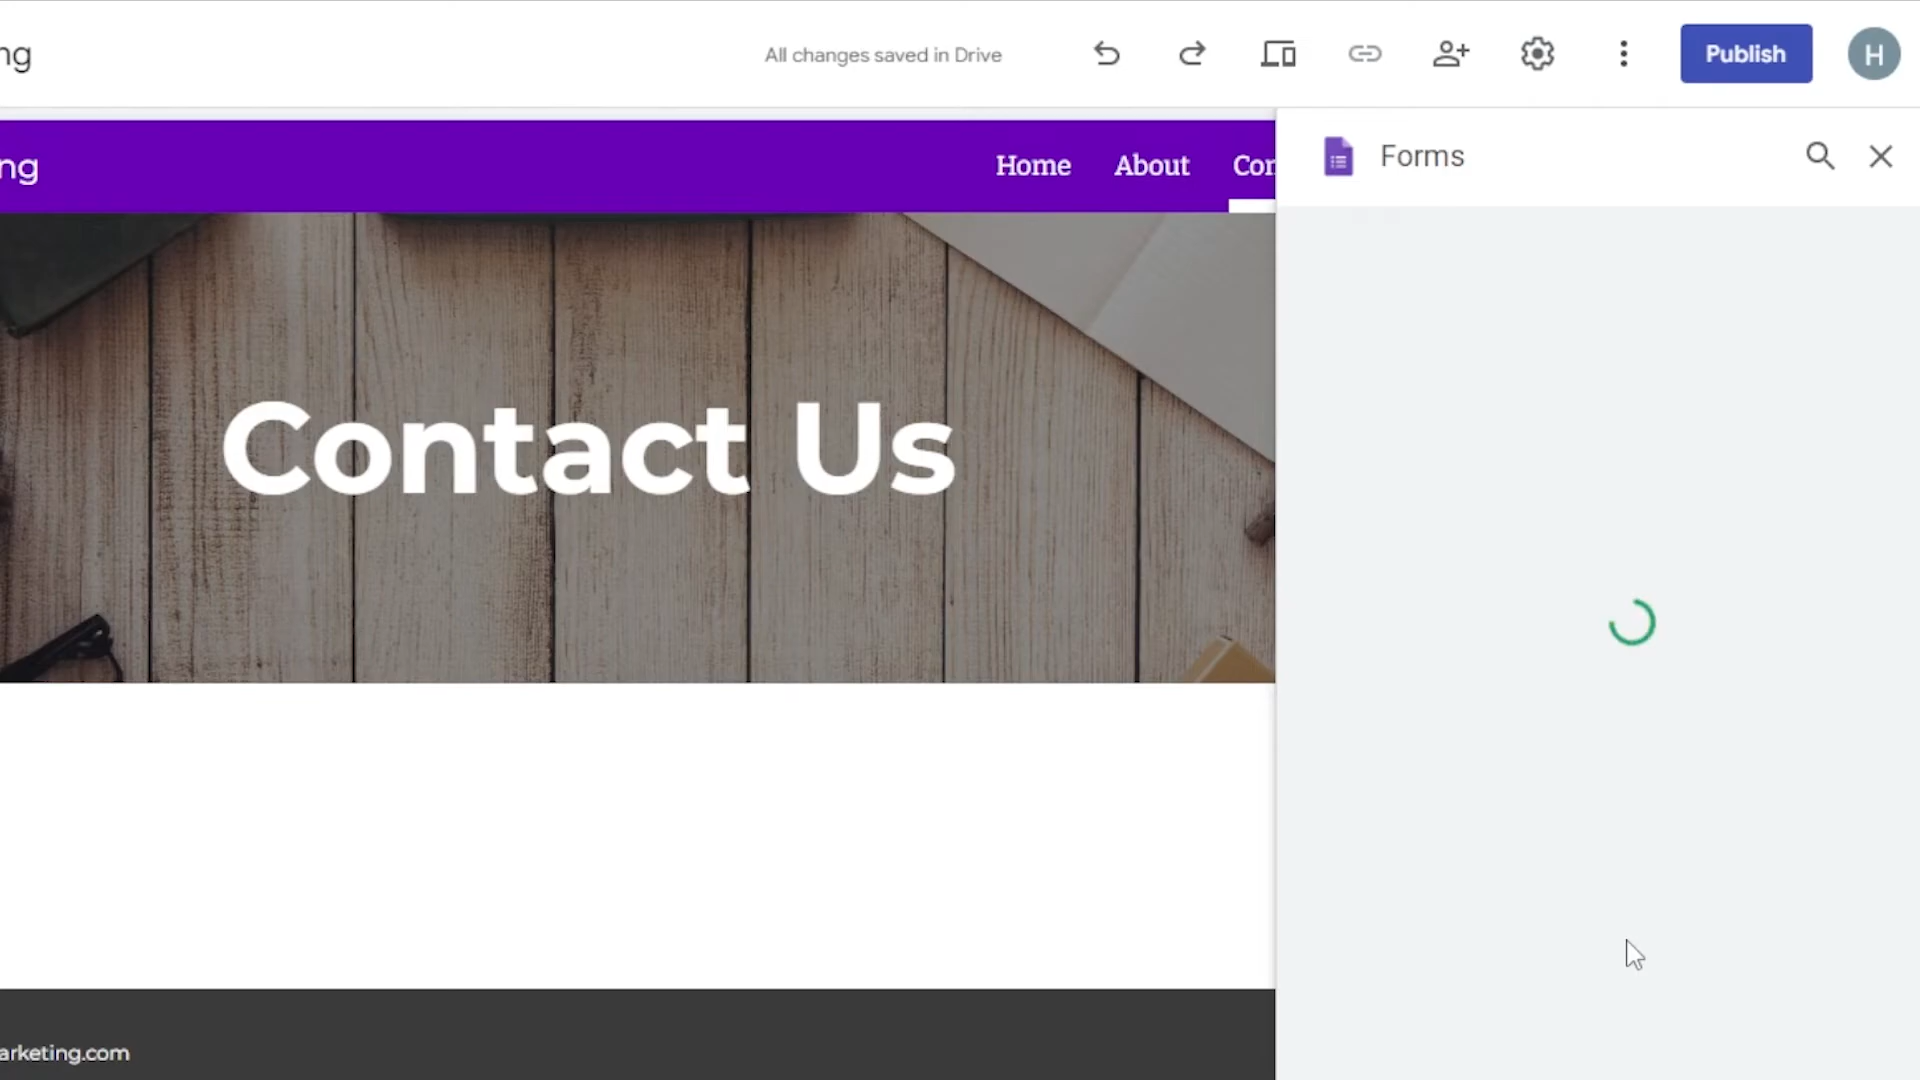 ng
All changes saved in Drive
Publish
H
ng
Home
About
Con
Forms
Contact Us
arketing.com